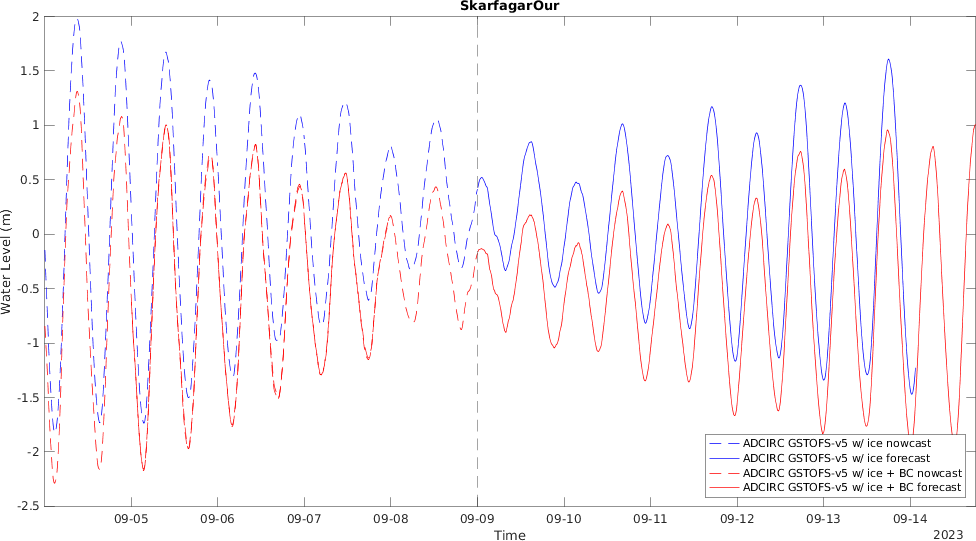 SkarfagarOur
2
1.5
1
0.5
0
-0.5
-1
-1.5
-2
-2.5
Water Level (m)
ADCIRC GSTOFS-v5 w/ ice nowcast
ADCIRC GSTOFS-v5 w/ ice forecast
ADCIRC GSTOFS-v5 w/ ice + BC nowcast
ADCIRC GSTOFS-v5 w/ ice + BC forecast
09-05 09-06 09-07 09-08 09-09 09-10 09-11 09-12 09-13 09-14
Time
2023